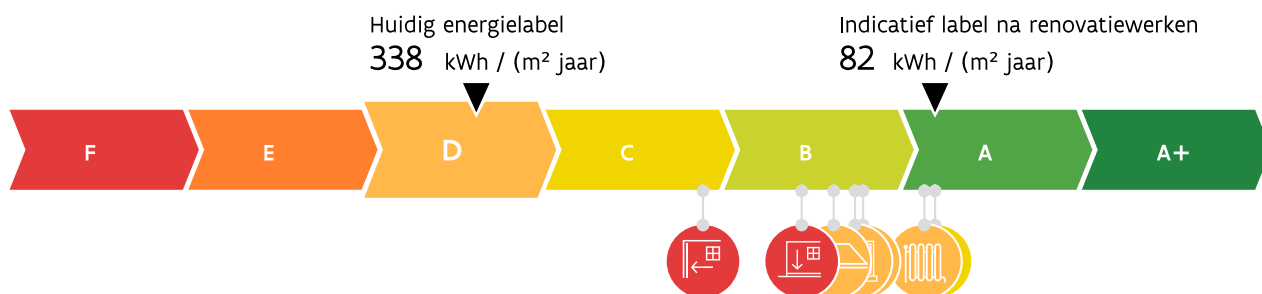 Huidig energielabel
338 kWh / (m² jaar)
Indicatief label na renovatiewerken
82 kWh / (m² jaar)
F E D C B A A+